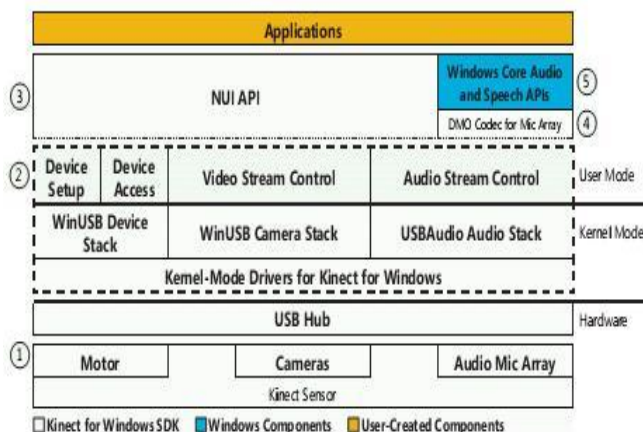 Applications
③
NUI API
Windows Core Audio
and Speech APIs
⑤
DMO Codec for Mic Array
④
②
Device
Setup
Device
Access
Video Stream Control
Audio Stream Control
User Mode
WinUSB Device
Stack
WinUSB Camera Stack
USBAudio Audio Stack
Kernel Mode
Kernel-Mode Drivers for Kinect for Windows
USB Hub
Hardware
①
Motor
Cameras
Audio Mic Array
Kinect Sensor
Kinect for Windows SDK Windows Components User-Created Components